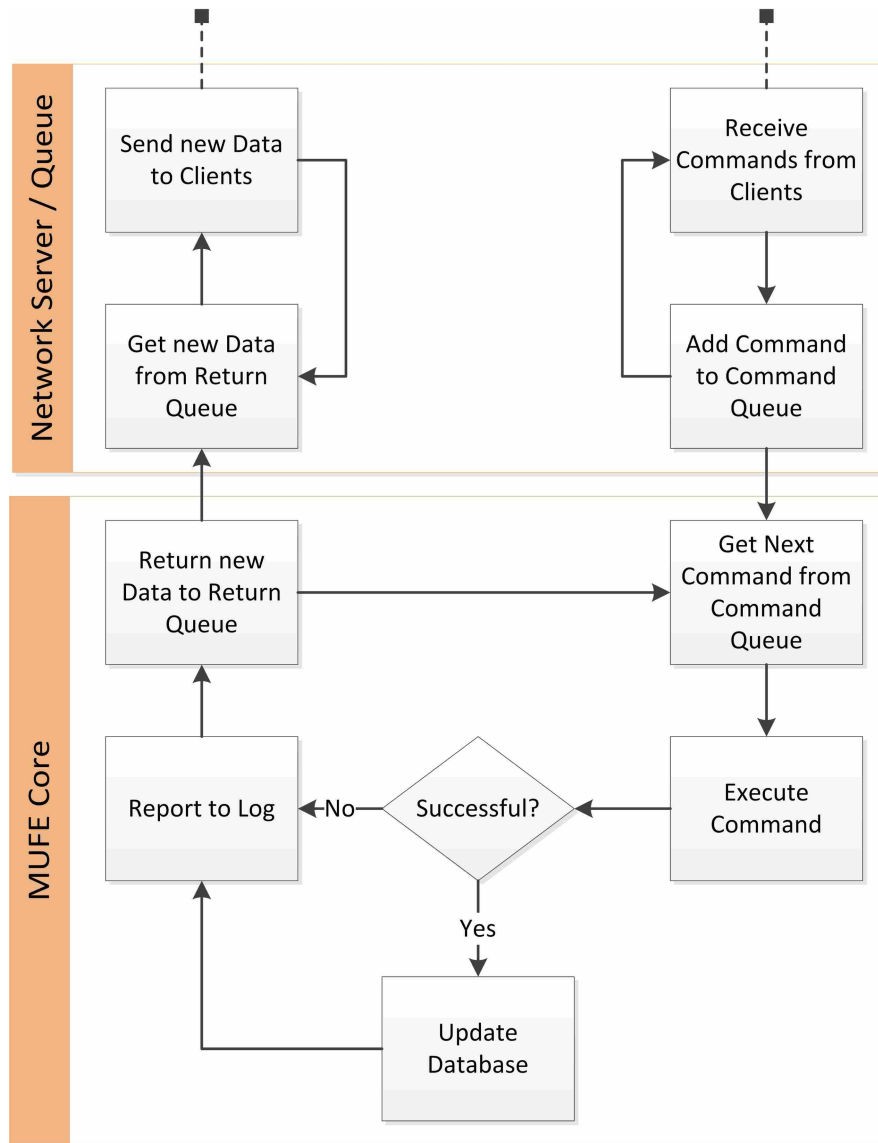 Network Server / Queue
Send new Data
to Clients
Receive
Commands from
Clients
Get new Data
from Return
Queue
Add Command
to Command
Queue
MUFE Core
Return new
Data to Return
Queue
Get Next
Command from
Command
Queue
Report to Log
No
Successful?
Execute
Command
Yes
Update
Database